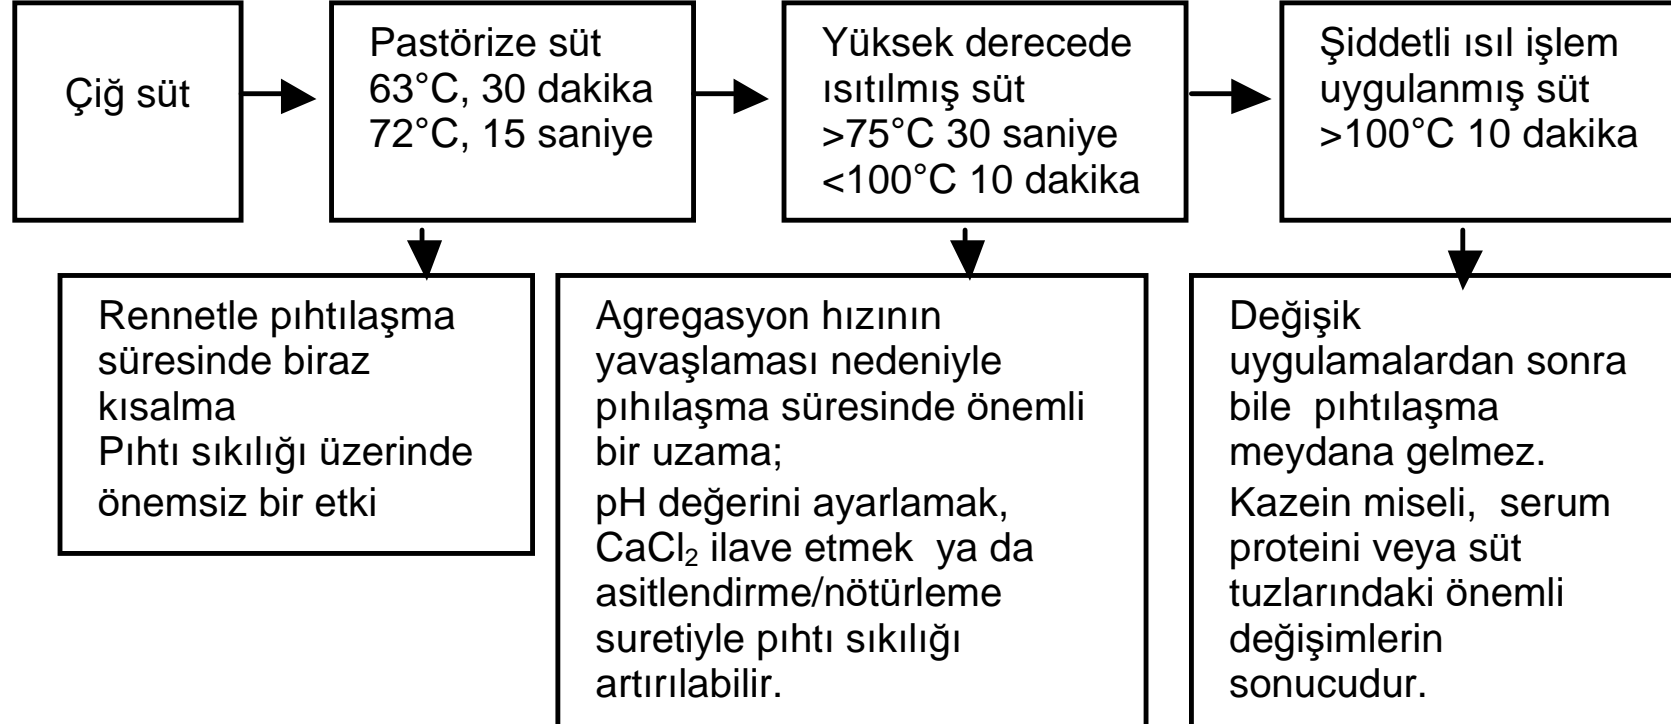 Çiğ süt
Pastörize süt
63°C, 30 dakika
72°C, 15 saniye
Yüksek derecede
ısıtılmış süt
>75°C 30 saniye
<100°C 10 dakika
Şiddetli ısıl işlem
uygulanmış süt
>100°C 10 dakika
Rennetle pıhtılaşma
süresinde biraz
kısalma
Pıhtı sıkılığı üzerinde
önemsiz bir etki
Agregasyon hızının
yavaşlaması nedeniyle
pıhılaşma süresinde önemli
bir uzama;
pH değerini ayarlamak,
CaCl₂ ilave etmek ya da
asitlendirme/nötürleme
suretiyle pıhtı sıkılığı
artırılabilir.
Değişik
uygulamalardan sonra
bile pıhtılaşma
meydana gelmez.
Kazein miseli, serum
proteini veya süt
tuzlarındaki önemli
değişimlerin
sonucudur.